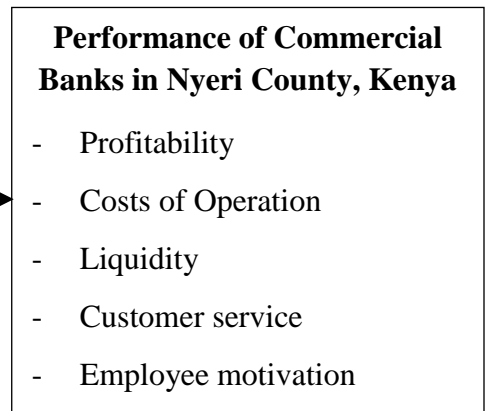 Performance of Commercial
Banks in Nyeri County, Kenya
- Profitability
- Costs of Operation
- Liquidity
- Customer service
- Employee motivation